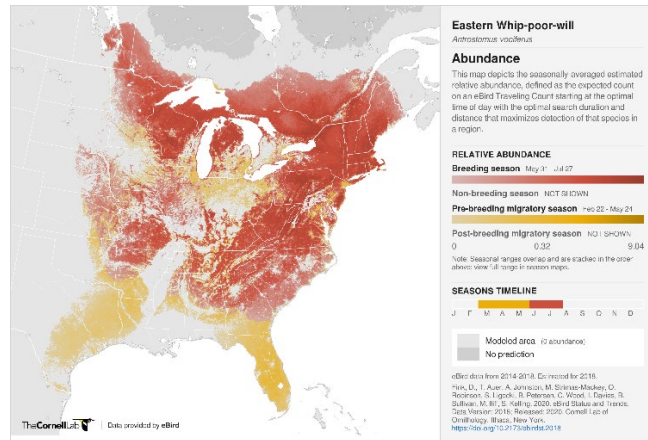 Eastern Whip-poor-will
Antrostomus vociferus
Abundance
This map depicts the seasonally-averaged estimated
relative abundance, defined as the expected count
on an eBird Traveling Count starting at the optimal
time of day with the optimal search duration and
distance that maximizes detection of that species in
a region.
RELATIVE ABUNDANCE
Breeding season May 31 - Jul 27
Non-breeding season NOT SHOWN
Pre-breeding migratory season Feb 22 - May 24
Post-breeding migratory season NOT SHOWN
0 0.32 9.04
Note: Seasonal ranges overlap and are stacked in the order
above; view full range in season maps.
SEASONS TIMELINE
J F M A M J J A S O N D
Modeled area (0 abundance)
No prediction
eBird data from 2014-2018. Estimated for 2018.
Fink, D., T. Auer, A. Johnston, M. Strimas-Mackey, O.
Robinson, S. Ligocki, B. Petersen, C. Wood, I. Davies, B.
Sullivan, M. Iliff, S. Kelling. 2020. eBird Status and Trends.
Data Version: 2018; Released: 2020. Cornell Lab of
Ornithology, Ithaca, New York.
https://doi.org/10.2173/ebirdst.2018
TheCornellLab Data provided by eBird